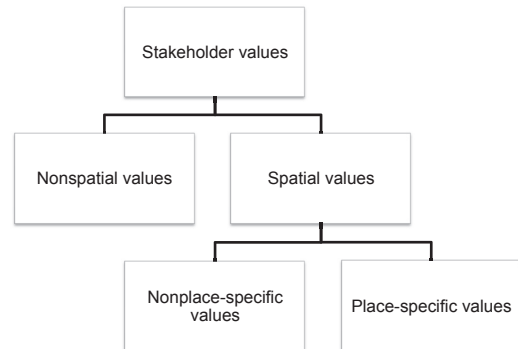 Stakeholder values
Nonspatial values
Spatial values
Nonplace-specific
values
Place-specific values